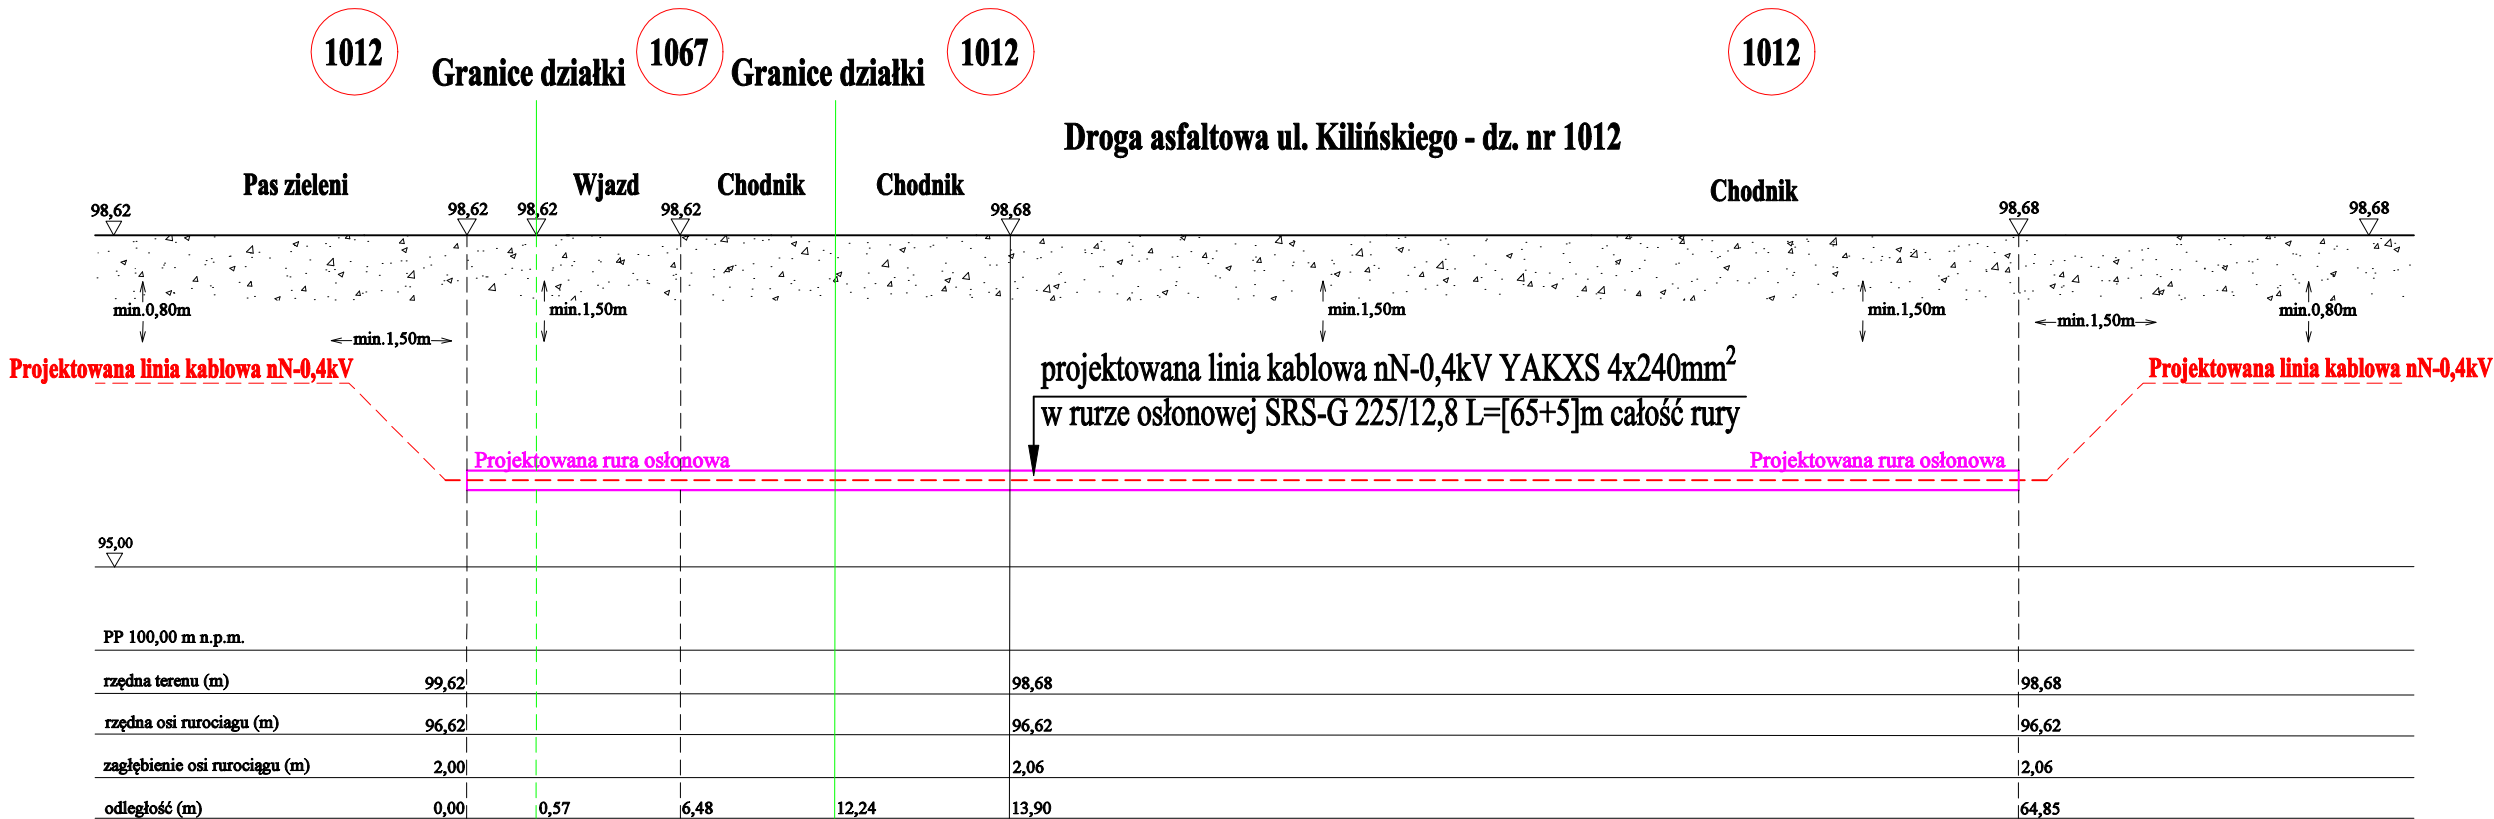 1012
1067
1012
1012
Granice działki
Granice działki
Droga asfaltowa ul. Kilińskiego - dz. nr 1012
Pas zieleni
Wjazd
Chodnik
Chodnik
Chodnik
98,62
98,62
98,62
98,62
98,68
98,68
98,68
min.0,80m
min.1,50m
min.1,50m
min.1,50m
min.0,80m
min.1,50m
min.1,50m
Projektowana linia kablowa nN-0,4kV
projektowana linia kablowa nN-0,4kV YAKXS 4x240mm²
Projektowana linia kablowa nN-0,4kV
w rurze osłonowej SRS-G 225/12,8 L=[65+5]m całość rury
Projektowana rura osłonowa
Projektowana rura osłonowa
95,00
PP 100,00 m n.p.m.
rzędna terenu (m) 99,62 98,68 98,68
rzędna osi rurociagu (m) 96,62 96,62 96,62
zagłębienie osi rurociągu (m) 2,00 2,06 2,06
odległość (m) 0,00 0,57 6,48 12,24 13,90 64,85